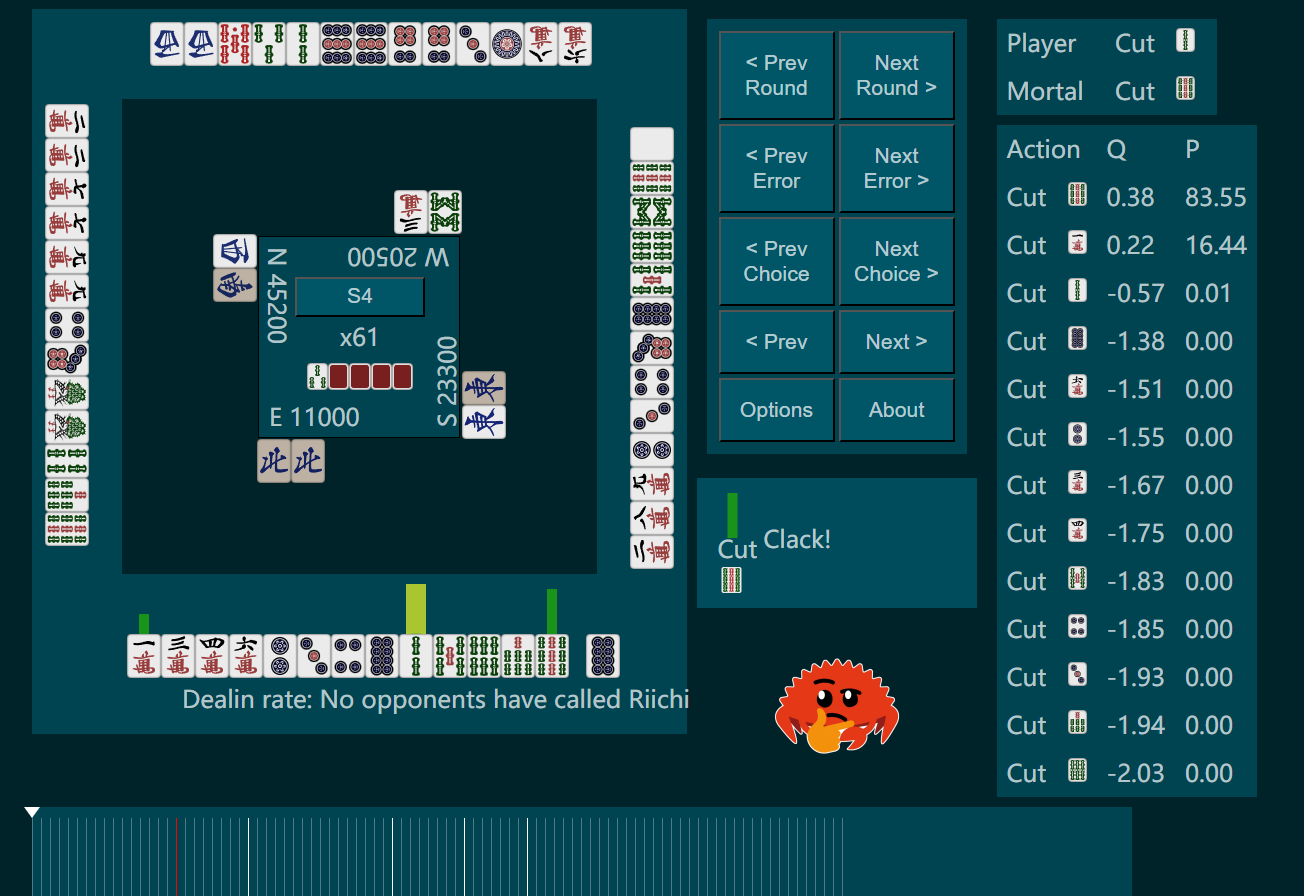 < Prev Round
Next Round >
< Prev Error
Next Error >
< Prev Choice
Next Choice >
< Prev
Next >
Options
About
Player Cut
Mortal Cut
Action Q P
Cut 0.38 83.55
Cut 0.22 16.44
Cut -0.57 0.01
Cut -1.38 0.00
Cut -1.51 0.00
Cut -1.55 0.00
Cut -1.67 0.00
Cut -1.75 0.00
Cut -1.83 0.00
Cut -1.85 0.00
Cut -1.93 0.00
Cut -1.94 0.00
Cut -2.03 0.00
W 20500
N 45200
S4
x61
S 23300
E 11000
Cut
Clack!
Dealin rate: No opponents have called Riichi